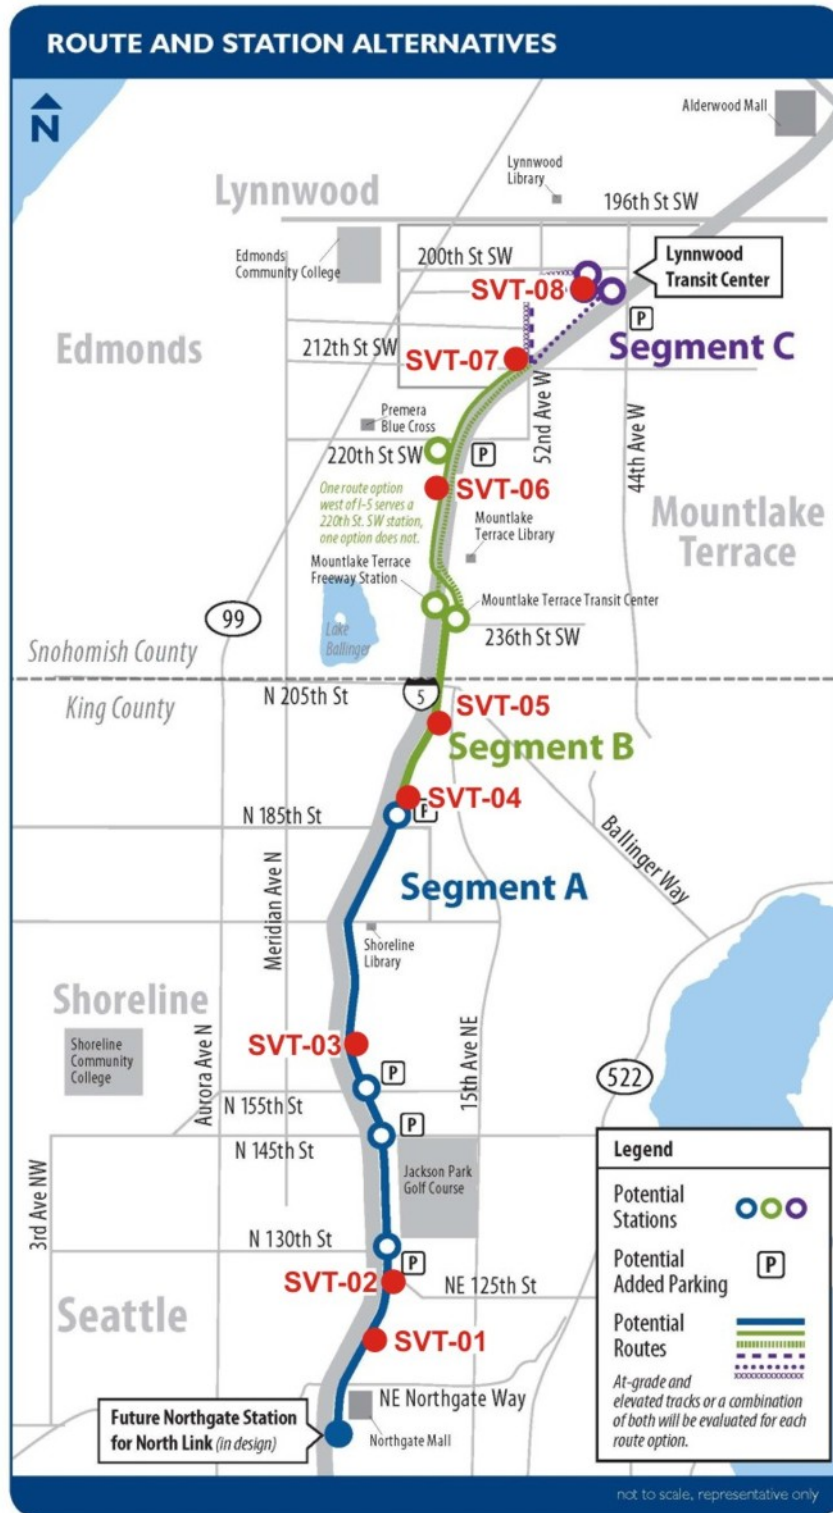 ROUTE AND STATION ALTERNATIVES
N
Alderwood Mall
Lynnwood
Library
Lynnwood
196th St SW
Edmonds
Community College
200th St SW
Lynnwood
Transit Center
SVT-08
P
Segment C
Edmonds
212th St SW
SVT-07
52nd Ave W
44th Ave W
Premera
Blue Cross
220th St SW
P
SVT-06
One route option
west of I-5 serves a
220th St. SW station,
one option does not.
Mountlake
Terrace Library
Mountlake
Terrace
Mountlake Terrace
Freeway Station
Mountlake Terrace Transit Center
99
Lake
Ballinger
236th St SW
Snohomish County
King County
N 205th St
5
SVT-05
Segment B
SVT-04
P
N 185th St
Ballinger Way
Meridian Ave N
Segment A
Shoreline
Library
Shoreline
Shoreline
Community
College
Aurora Ave N
SVT-03
15th Ave NE
522
P
N 155th St
P
N 145th St
Jackson Park
Golf Course
3rd Ave NW
N 130th St
P
SVT-02
NE 125th St
Seattle
SVT-01
NE Northgate Way
Future Northgate Station
for North Link (in design)
Northgate Mall
Legend
Potential
Stations
Potential
Added Parking
P
Potential
Routes
At-grade and
elevated tracks or a combination
of both will be evaluated for each
route option.
not to scale, representative only